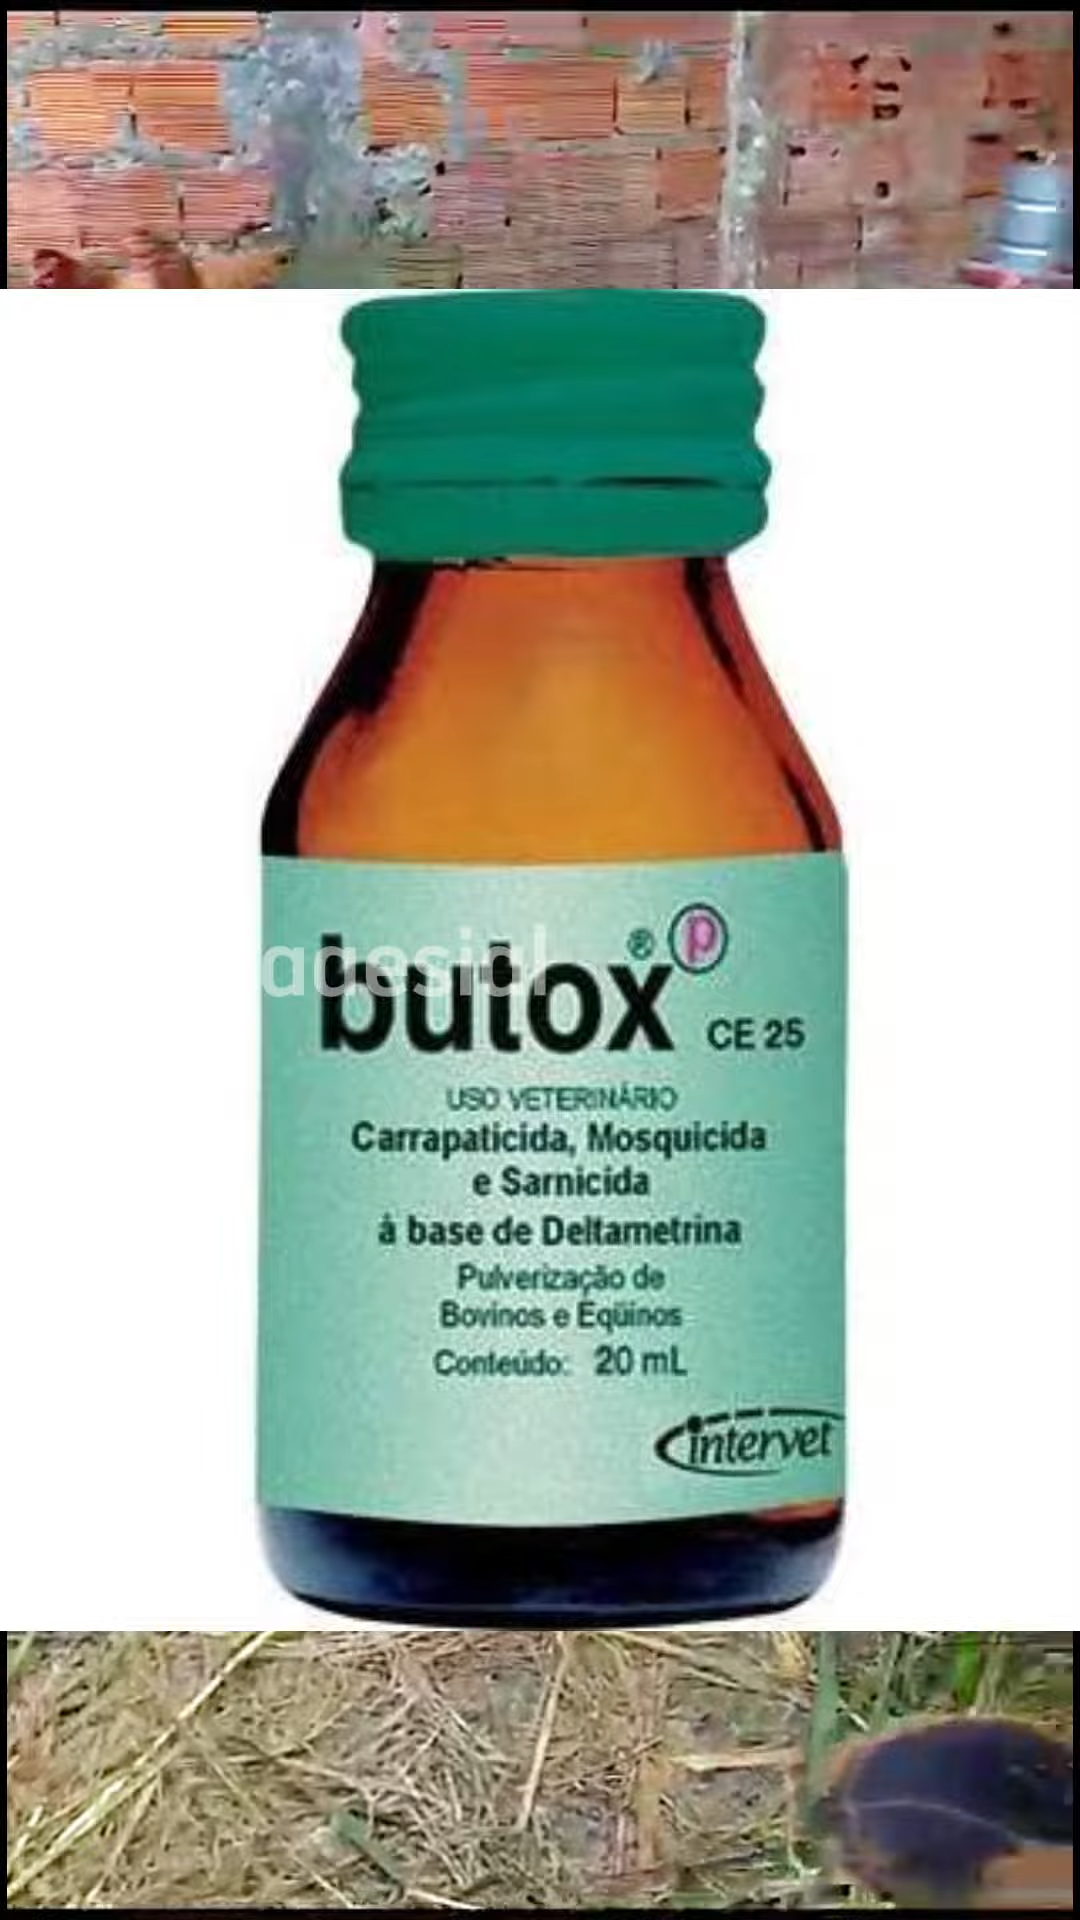 butox® p
CE 25
USO VETERINÁRIO
Carrapaticida, Mosquicida
e Sarnicida
à base de Deltametrina
Pulverização de
Bovinos e Eqüinos
Conteúdo: 20 mL
intervet